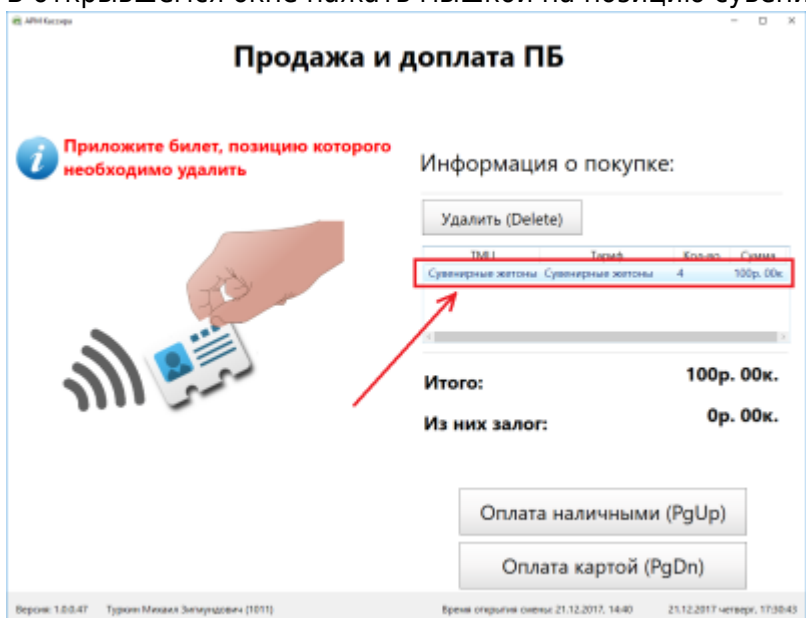 В открывшемся окне нажать мышкой на позицию сувени
АРМ Кассира
Продажа и доплата ПБ
Приложите билет, позицию которого
необходимо удалить
Информация о покупке:
Удалить (Delete)
ТМЦ Тариф Кол-во Сумма
Сувенирные жетоны Сувенирные жетоны 4 100р. 00к
Итого: 100р. 00к.
Из них залог: 0р. 00к.
Оплата наличными (PgUp)
Оплата картой (PgDn)
Версия: 1.0.0.47 Туркин Михаил Зигмундович (1011) Время открытия смены: 21.12.2017, 14:40 21.12.2017 четверг, 17:30:43